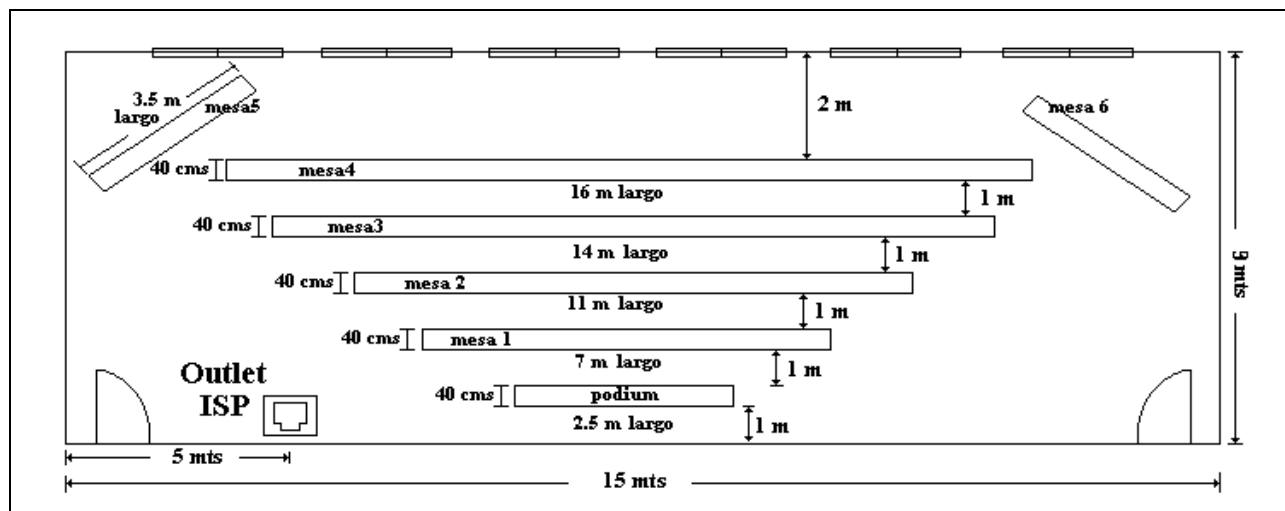 3.5 m
largo
mesa5
2 m
mesa 6
40 cms
mesa4
16 m largo
1 m
40 cms
mesa3
14 m largo
1 m
9 mts
40 cms
mesa 2
11 m largo
1 m
40 cms
mesa 1
7 m largo
1 m
Outlet
ISP
40 cms
podium
2.5 m largo
1 m
5 mts
15 mts